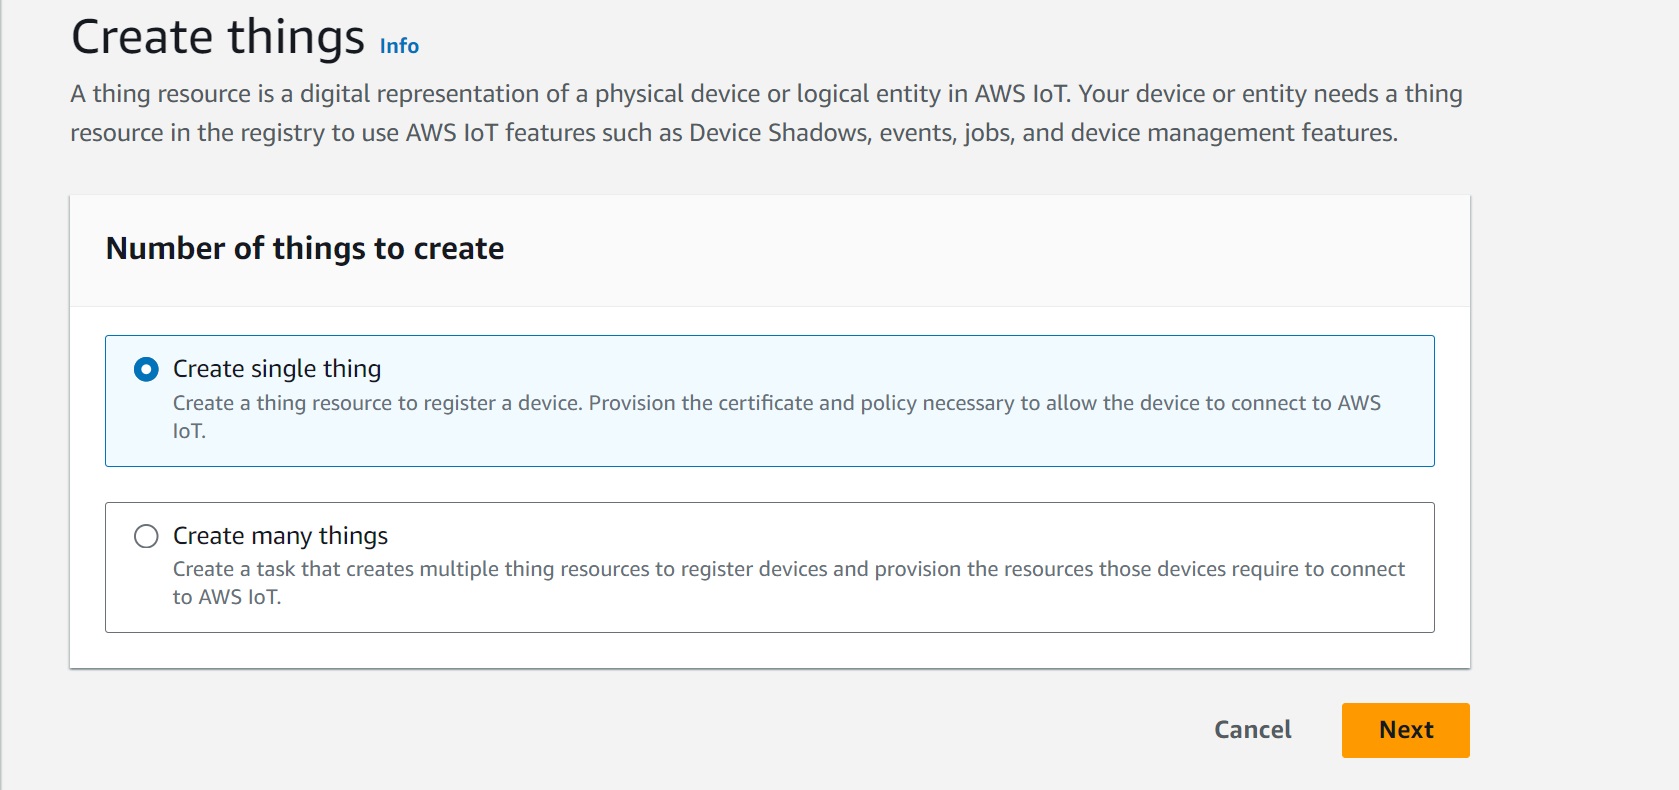 Create things Info
A thing resource is a digital representation of a physical device or logical entity in AWS IoT. Your device or entity needs a thing
resource in the registry to use AWS IoT features such as Device Shadows, events, jobs, and device management features.
Number of things to create
Create single thing
Create a thing resource to register a device. Provision the certificate and policy necessary to allow the device to connect to AWS
IoT.
Create many things
Create a task that creates multiple thing resources to register devices and provision the resources those devices require to connect
to AWS IoT.
Cancel Next